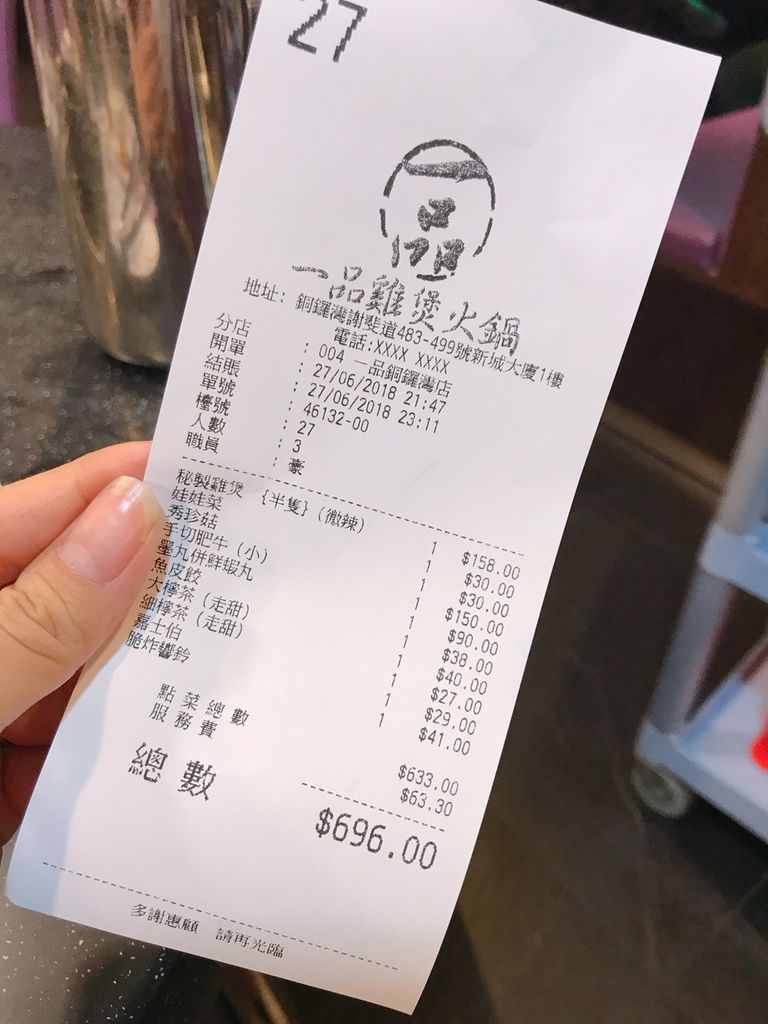 27
品
一品雞煲火鍋
地址: 銅鑼灣謝斐道483-499號新城大廈1樓
電話:XXXX XXXX
分店 : 004 一品銅鑼灣店
開單 : 27/06/2018 21:47
結賬 : 27/06/2018 23:11
單號 : 46132-00
檯號 : 27
人數 : 3
職員 : 豪
秘製雞煲 {半隻} (微辣) 1 $158.00
娃娃菜 1 $30.00
秀珍菇 1 $30.00
手切肥牛 (小) 1 $150.00
墨丸併鮮蝦丸 1 $90.00
魚皮餃 1 $38.00
大檸茶 (走甜) 1 $40.00
細檸茶 (走甜) 1 $27.00
嘉士伯 1 $29.00
脆炸響鈴 1 $41.00
點菜總數 $633.00
服務費 $63.30
總數 $696.00
多謝惠顧 請再光臨